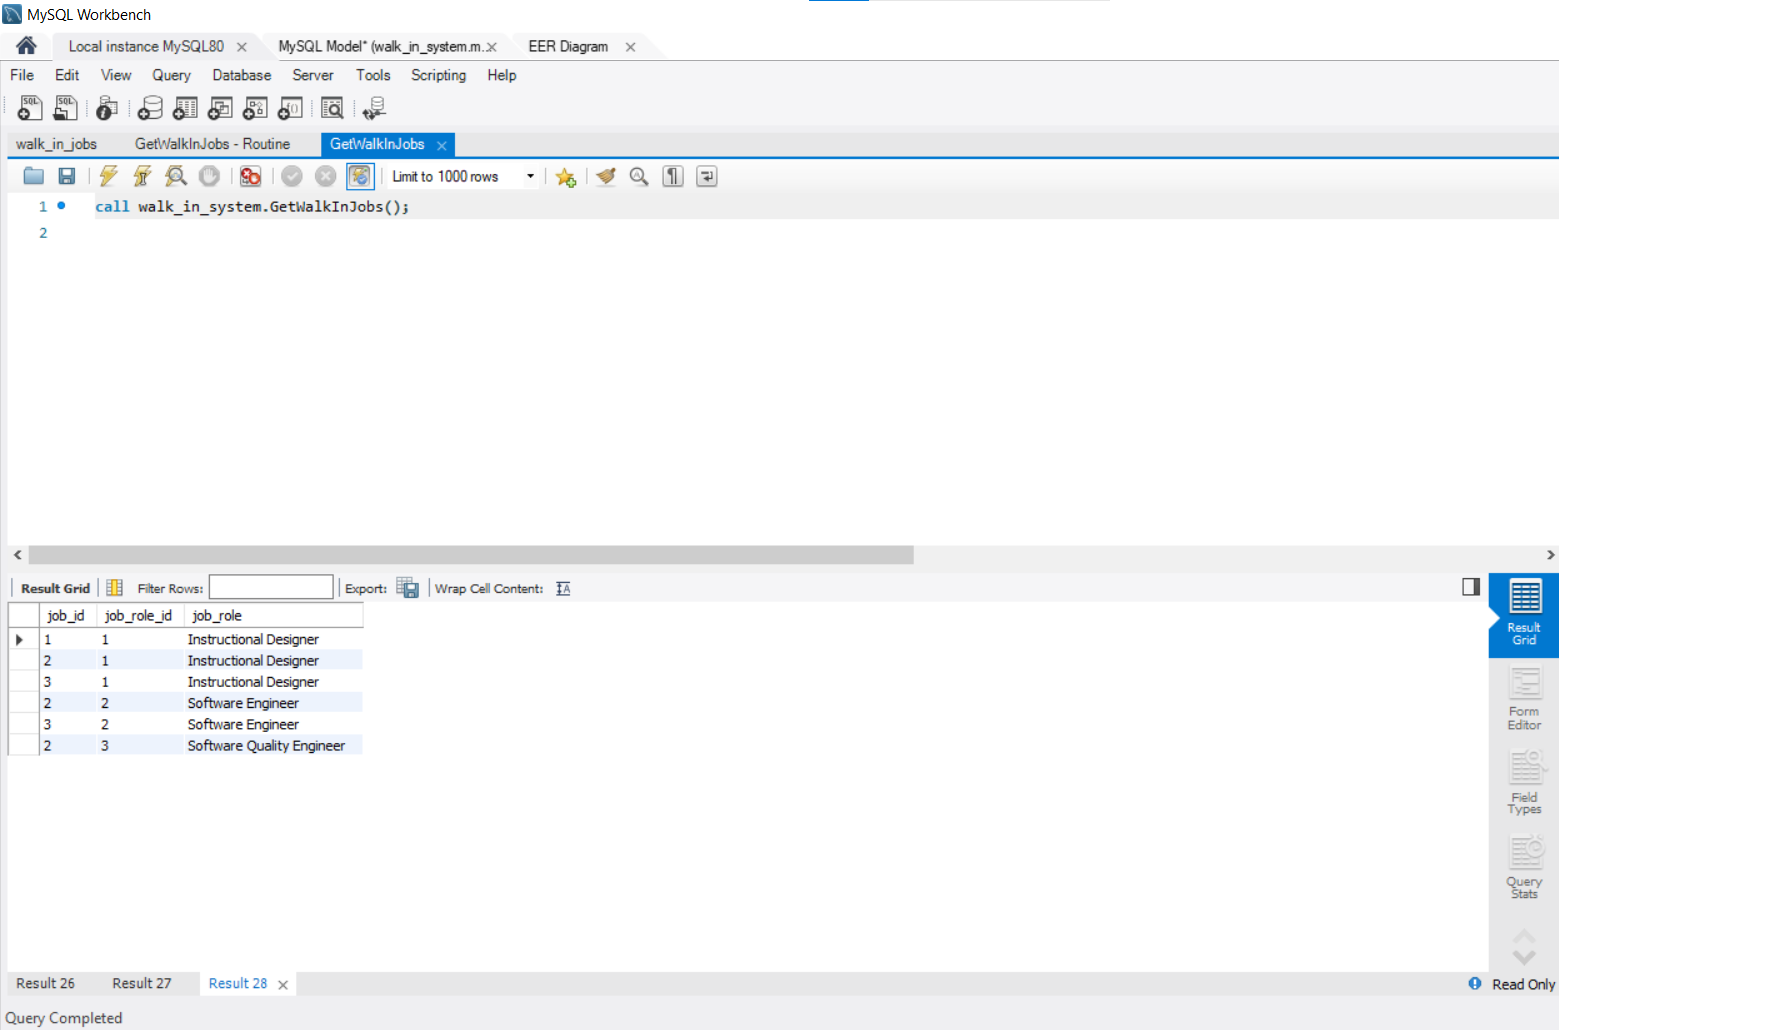 MySQL Workbench
Local instance MySQL80
MySQL Model* (walk_in_system.m...
EER Diagram
File Edit View Query Database Server Tools Scripting Help
walk_in_jobs
GetWalkInJobs - Routine
GetWalkInJobs
Limit to 1000 rows
1 call walk_in_system.GetWalkInJobs();
2
Result Grid Filter Rows: Export: Wrap Cell Content:
job_id job_role_id job_role
1 1 Instructional Designer
2 1 Instructional Designer
3 1 Instructional Designer
2 2 Software Engineer
3 2 Software Engineer
2 3 Software Quality Engineer
Result
Grid
Form
Editor
Field
Types
Query
Stats
Result 26 Result 27 Result 28
Read Only
Query Completed